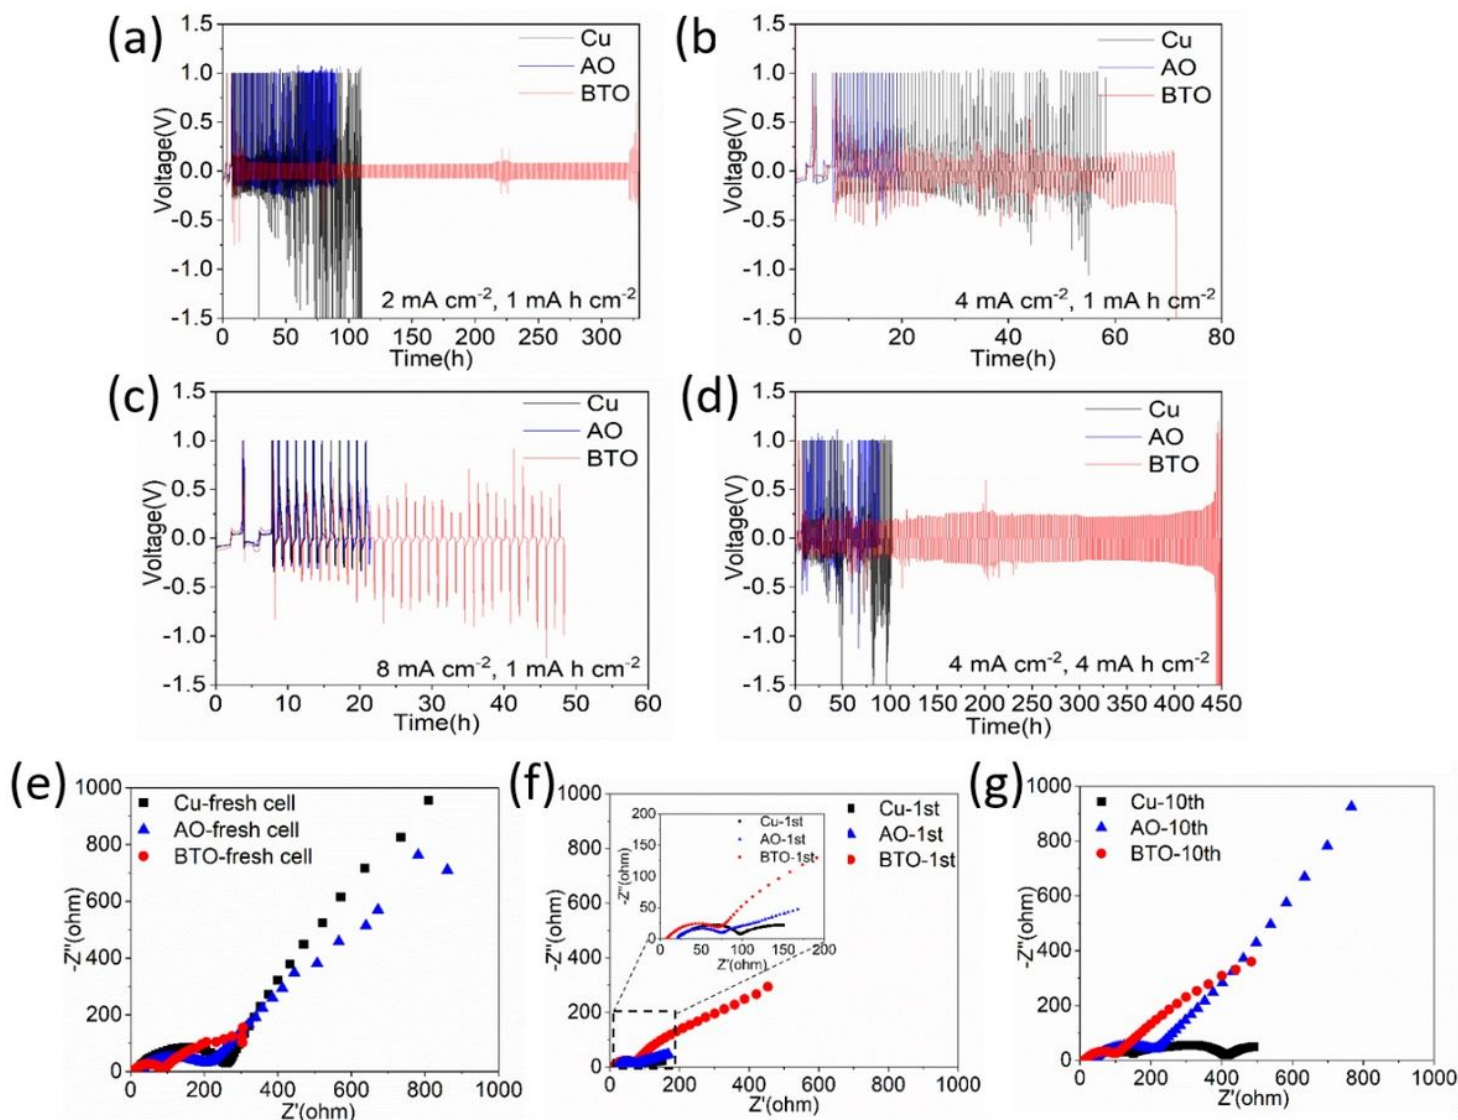 (a)
1.5
1.0
0.5
0.0
-0.5
-1.0
-1.5
Voltage(V)
Cu
AO
BTO
2 mA cm⁻², 1 mA h cm⁻²
0 50 100 150 200 250 300
Time(h)
(b)
1.5
1.0
0.5
0.0
-0.5
-1.0
-1.5
Voltage(V)
Cu
AO
BTO
4 mA cm⁻², 1 mA h cm⁻²
0 20 40 60 80
Time(h)
(c)
1.5
1.0
0.5
0.0
-0.5
-1.0
-1.5
Voltage(V)
Cu
AO
BTO
8 mA cm⁻², 1 mA h cm⁻²
0 10 20 30 40 50 60
Time(h)
(d)
1.5
1.0
0.5
0.0
-0.5
-1.0
-1.5
Voltage(V)
Cu
AO
BTO
4 mA cm⁻², 4 mA h cm⁻²
0 50 100 150 200 250 300 350 400 450
Time(h)
(e)
1000
800
600
400
200
0
-Z''(ohm)
Cu-fresh cell
AO-fresh cell
BTO-fresh cell
0 200 400 600 800 1000
Z'(ohm)
(f)
1000
800
600
400
200
0
-Z''(ohm)
200
150
100
50
0
-Z''(ohm)
Cu-1st
AO-1st
BTO-1st
0 50 100 150 200
Z'(ohm)
Cu-1st
AO-1st
BTO-1st
0 200 400 600 800 1000
Z'(ohm)
(g)
1000
800
600
400
200
0
-Z''(ohm)
Cu-10th
AO-10th
BTO-10th
0 200 400 600 800 1000
Z'(ohm)